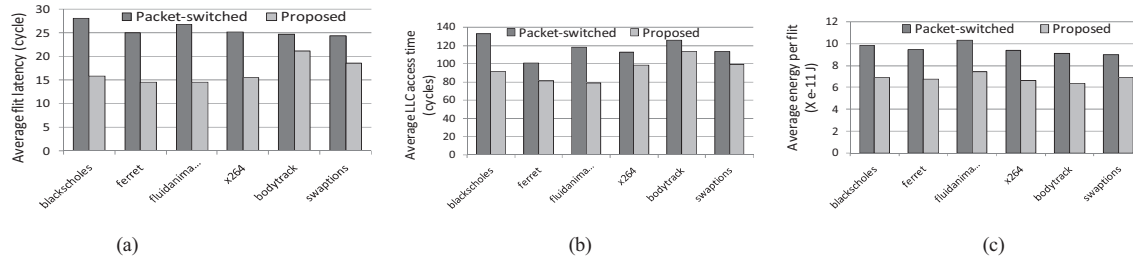 Packet-switched Proposed
Average flit latency (cycle)
30
25
20
15
10
5
0
blackscholes
ferret
fluidanima...
x264
bodytrack
swaptions
(a)
Packet-switched Proposed
Average LLC access time
(cycles)
140
120
100
80
60
40
20
0
blackscholes
ferret
fluidanima...
x264
bodytrack
swaptions
(b)
Packet-switched Proposed
Average energy per flit
(X e-11 J)
12
10
8
6
4
2
0
blackscholes
ferret
fluidanima...
x264
bodytrack
swaptions
(c)